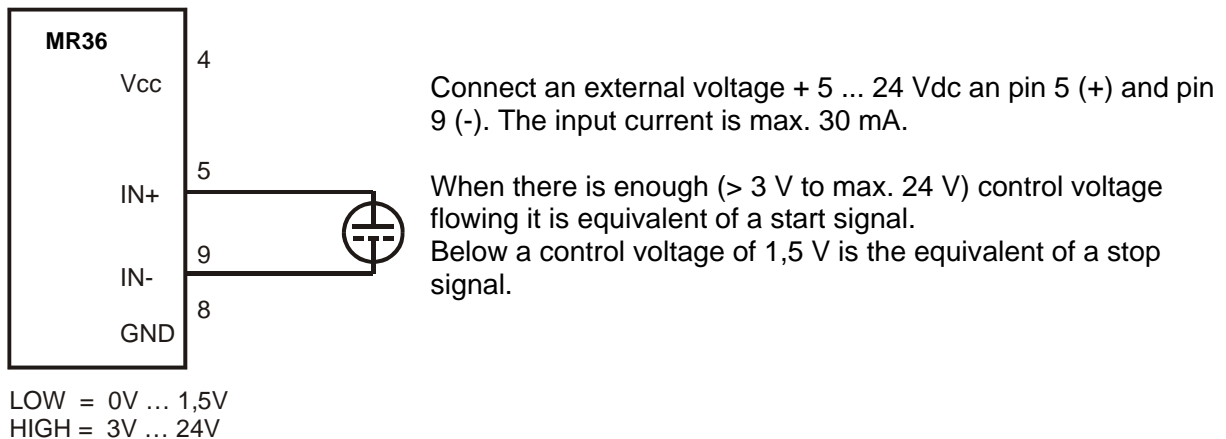 MR36
Vcc
4
IN+
5
IN-
9
GND
8
LOW = 0V … 1,5V
HIGH = 3V … 24V
Connect an external voltage + 5 ... 24 Vdc an pin 5 (+) and pin
9 (-). The input current is max. 30 mA.
When there is enough (> 3 V to max. 24 V) control voltage
flowing it is equivalent of a start signal.
Below a control voltage of 1,5 V is the equivalent of a stop
signal.